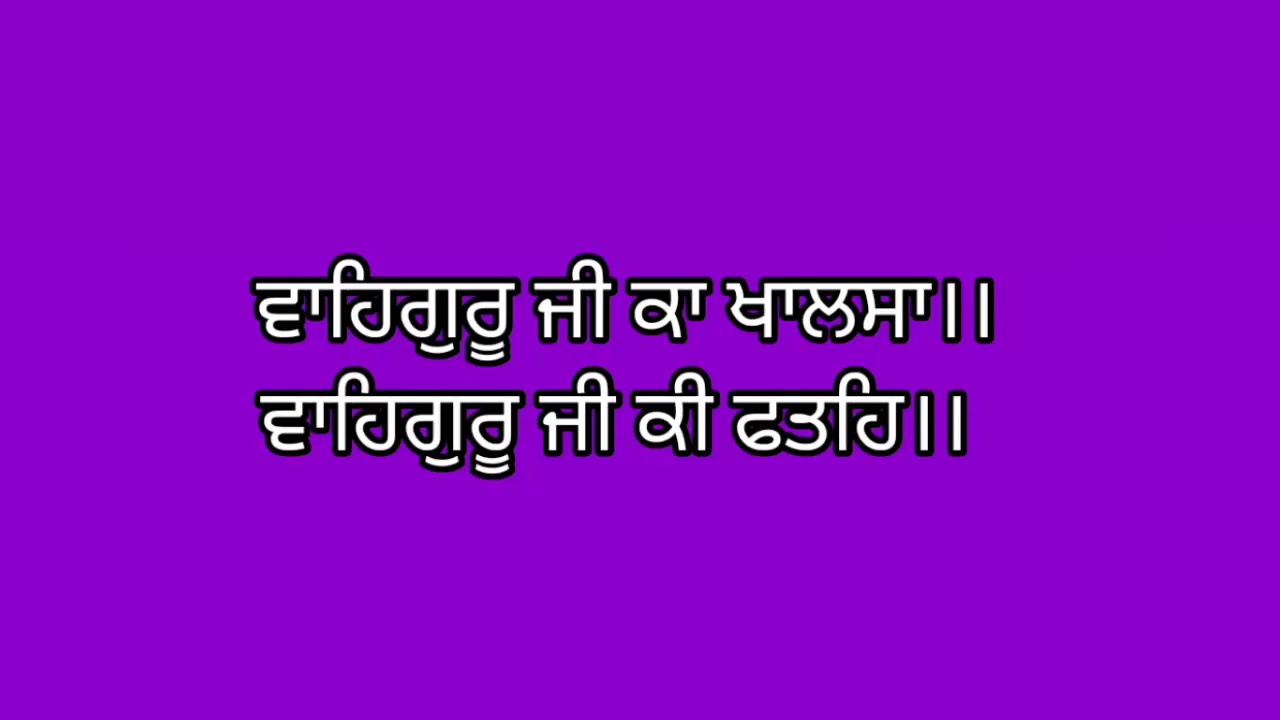 ਵਾਹਿਗੁਰੂ ਜੀ ਕਾ ਖਾਲਸਾ।।
ਵਾਹਿਗੁਰੂ ਜੀ ਕੀ ਫਤਹਿ।।